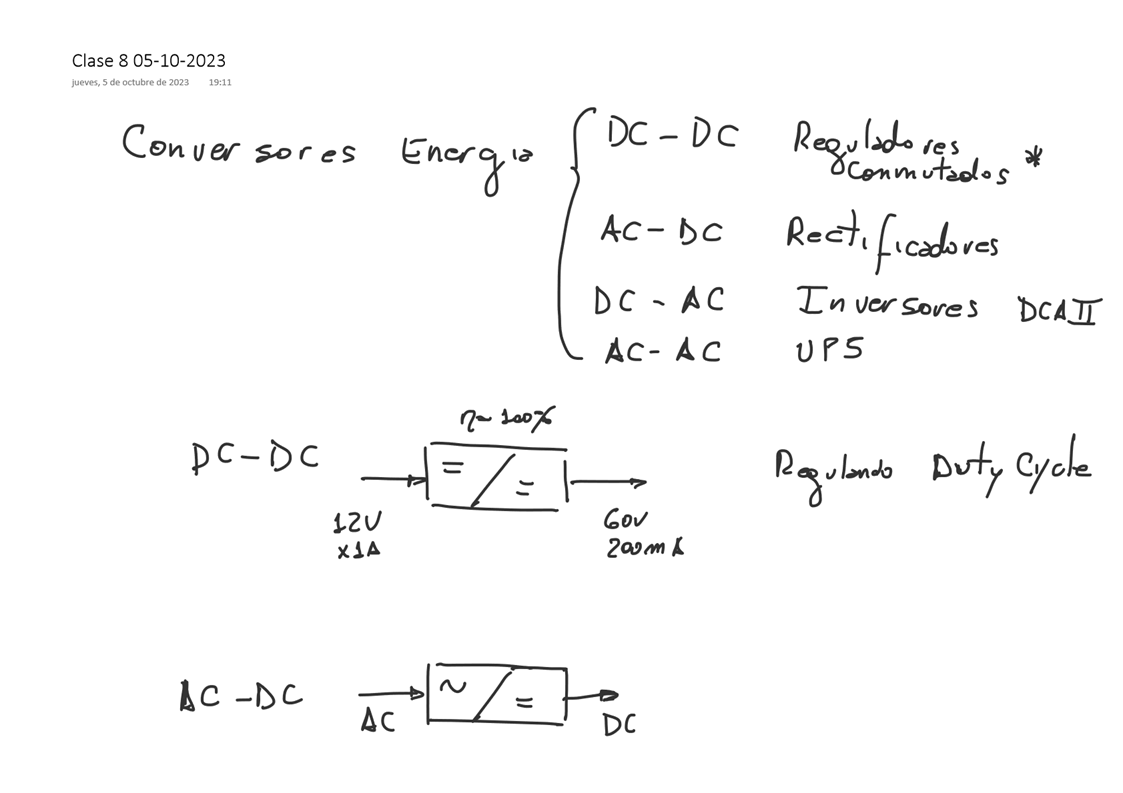 Clase 8 05-10-2023
jueves, 5 de octubre de 2023 19:11
Conversores Energia
DC - DC Reguladores
Conmutados *
AC - DC Rectificadores
DC - AC Inversores DCA II
AC - AC UPS
η ~ 100%
DC - DC = / = Regulando Duty Cycle
12V 60V
x1A 200mA
AC - DC ~ / =
AC DC